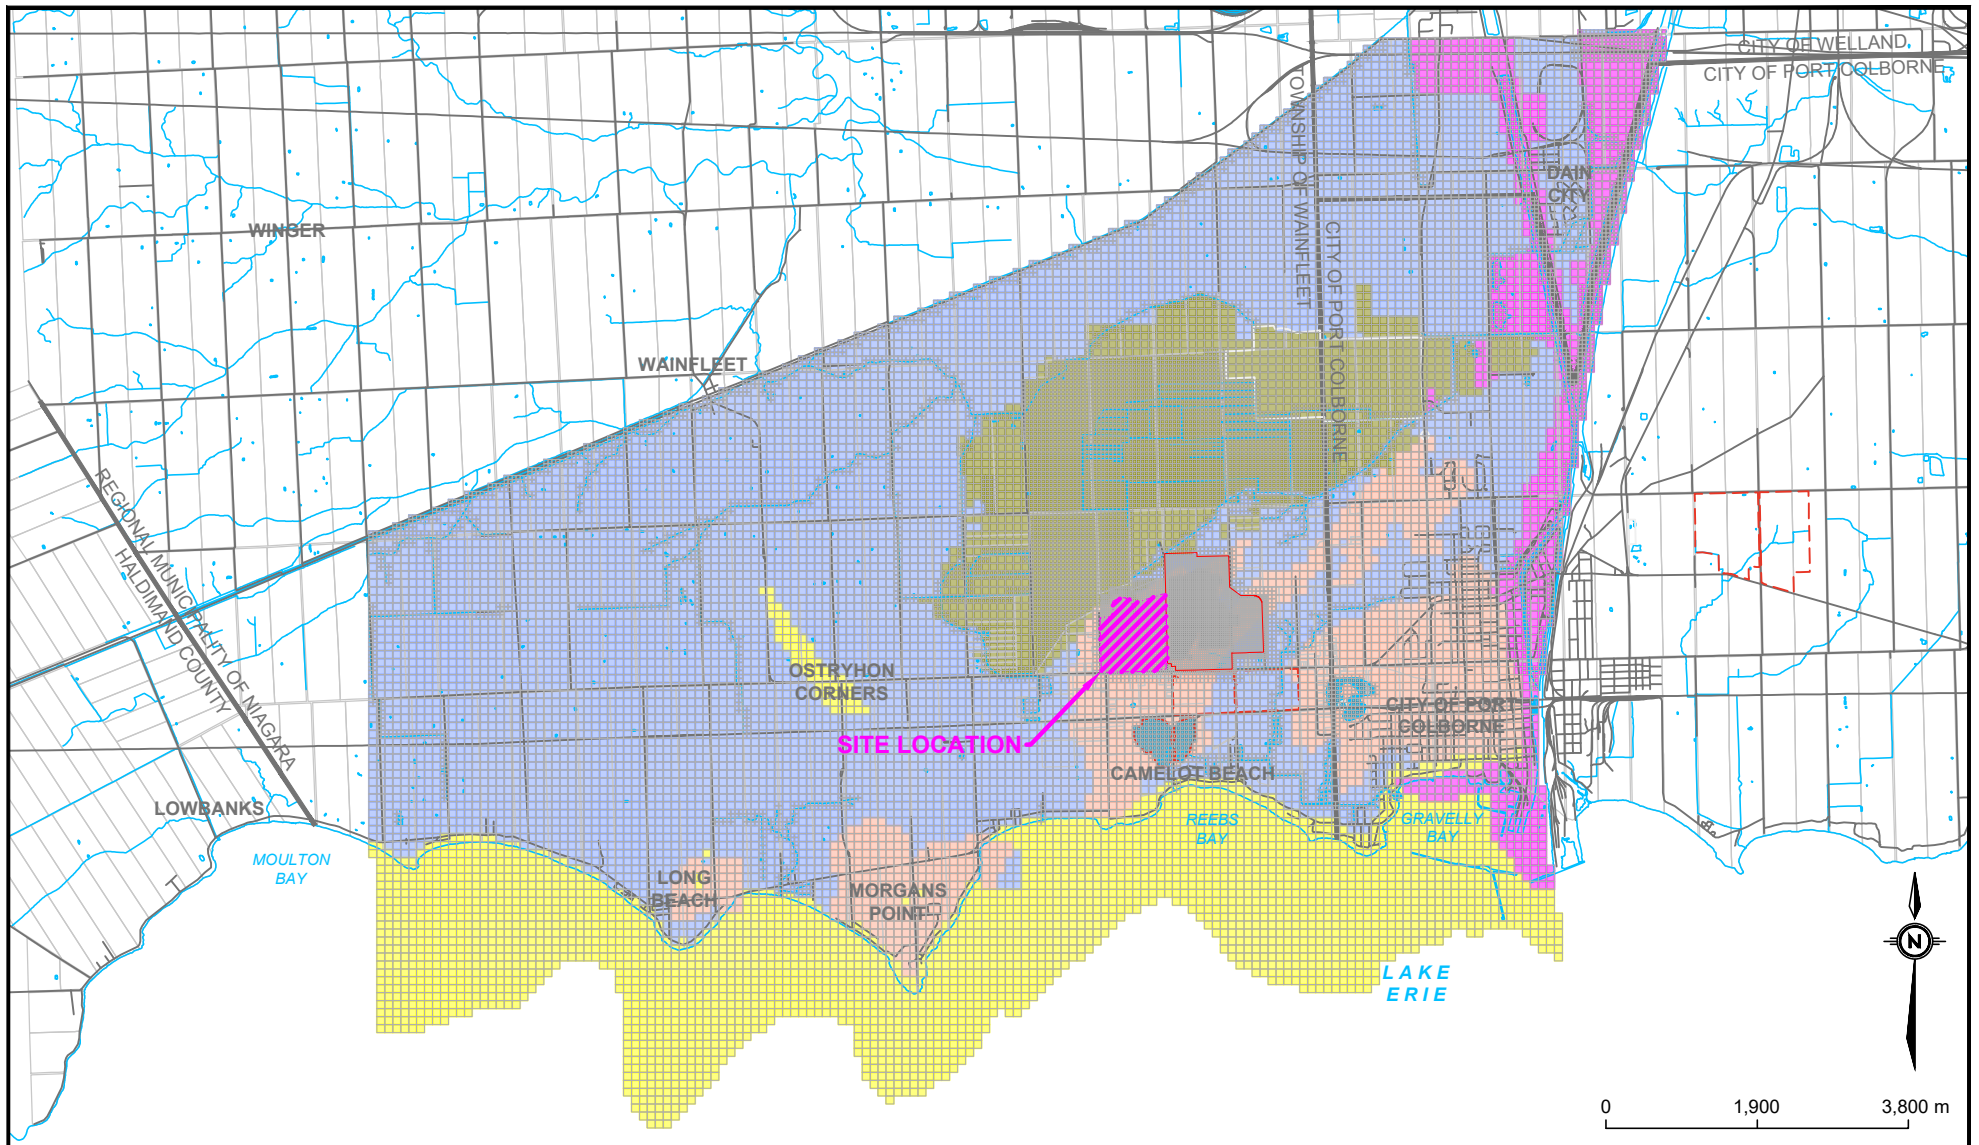 CITY OF WELLAND
CITY OF PORT COLBORNE
TOWNSHIP OF WAINFLEET
CITY OF PORT COLBORNE
DAIN
CITY
WINGER
WAINFLEET
REGIONAL MUNICIPALITY OF NIAGARA
HALDIMAND COUNTY
OSTRYHON
CORNERS
SITE LOCATION
CITY OF PORT
COLBORNE
CAMELOT BEACH
LOWBANKS
REEBS
BAY
GRAVELLY
BAY
MOULTON
BAY
LONG
BEACH
MORGANS
POINT
N
LAKE
ERIE
0 1,900 3,800 m